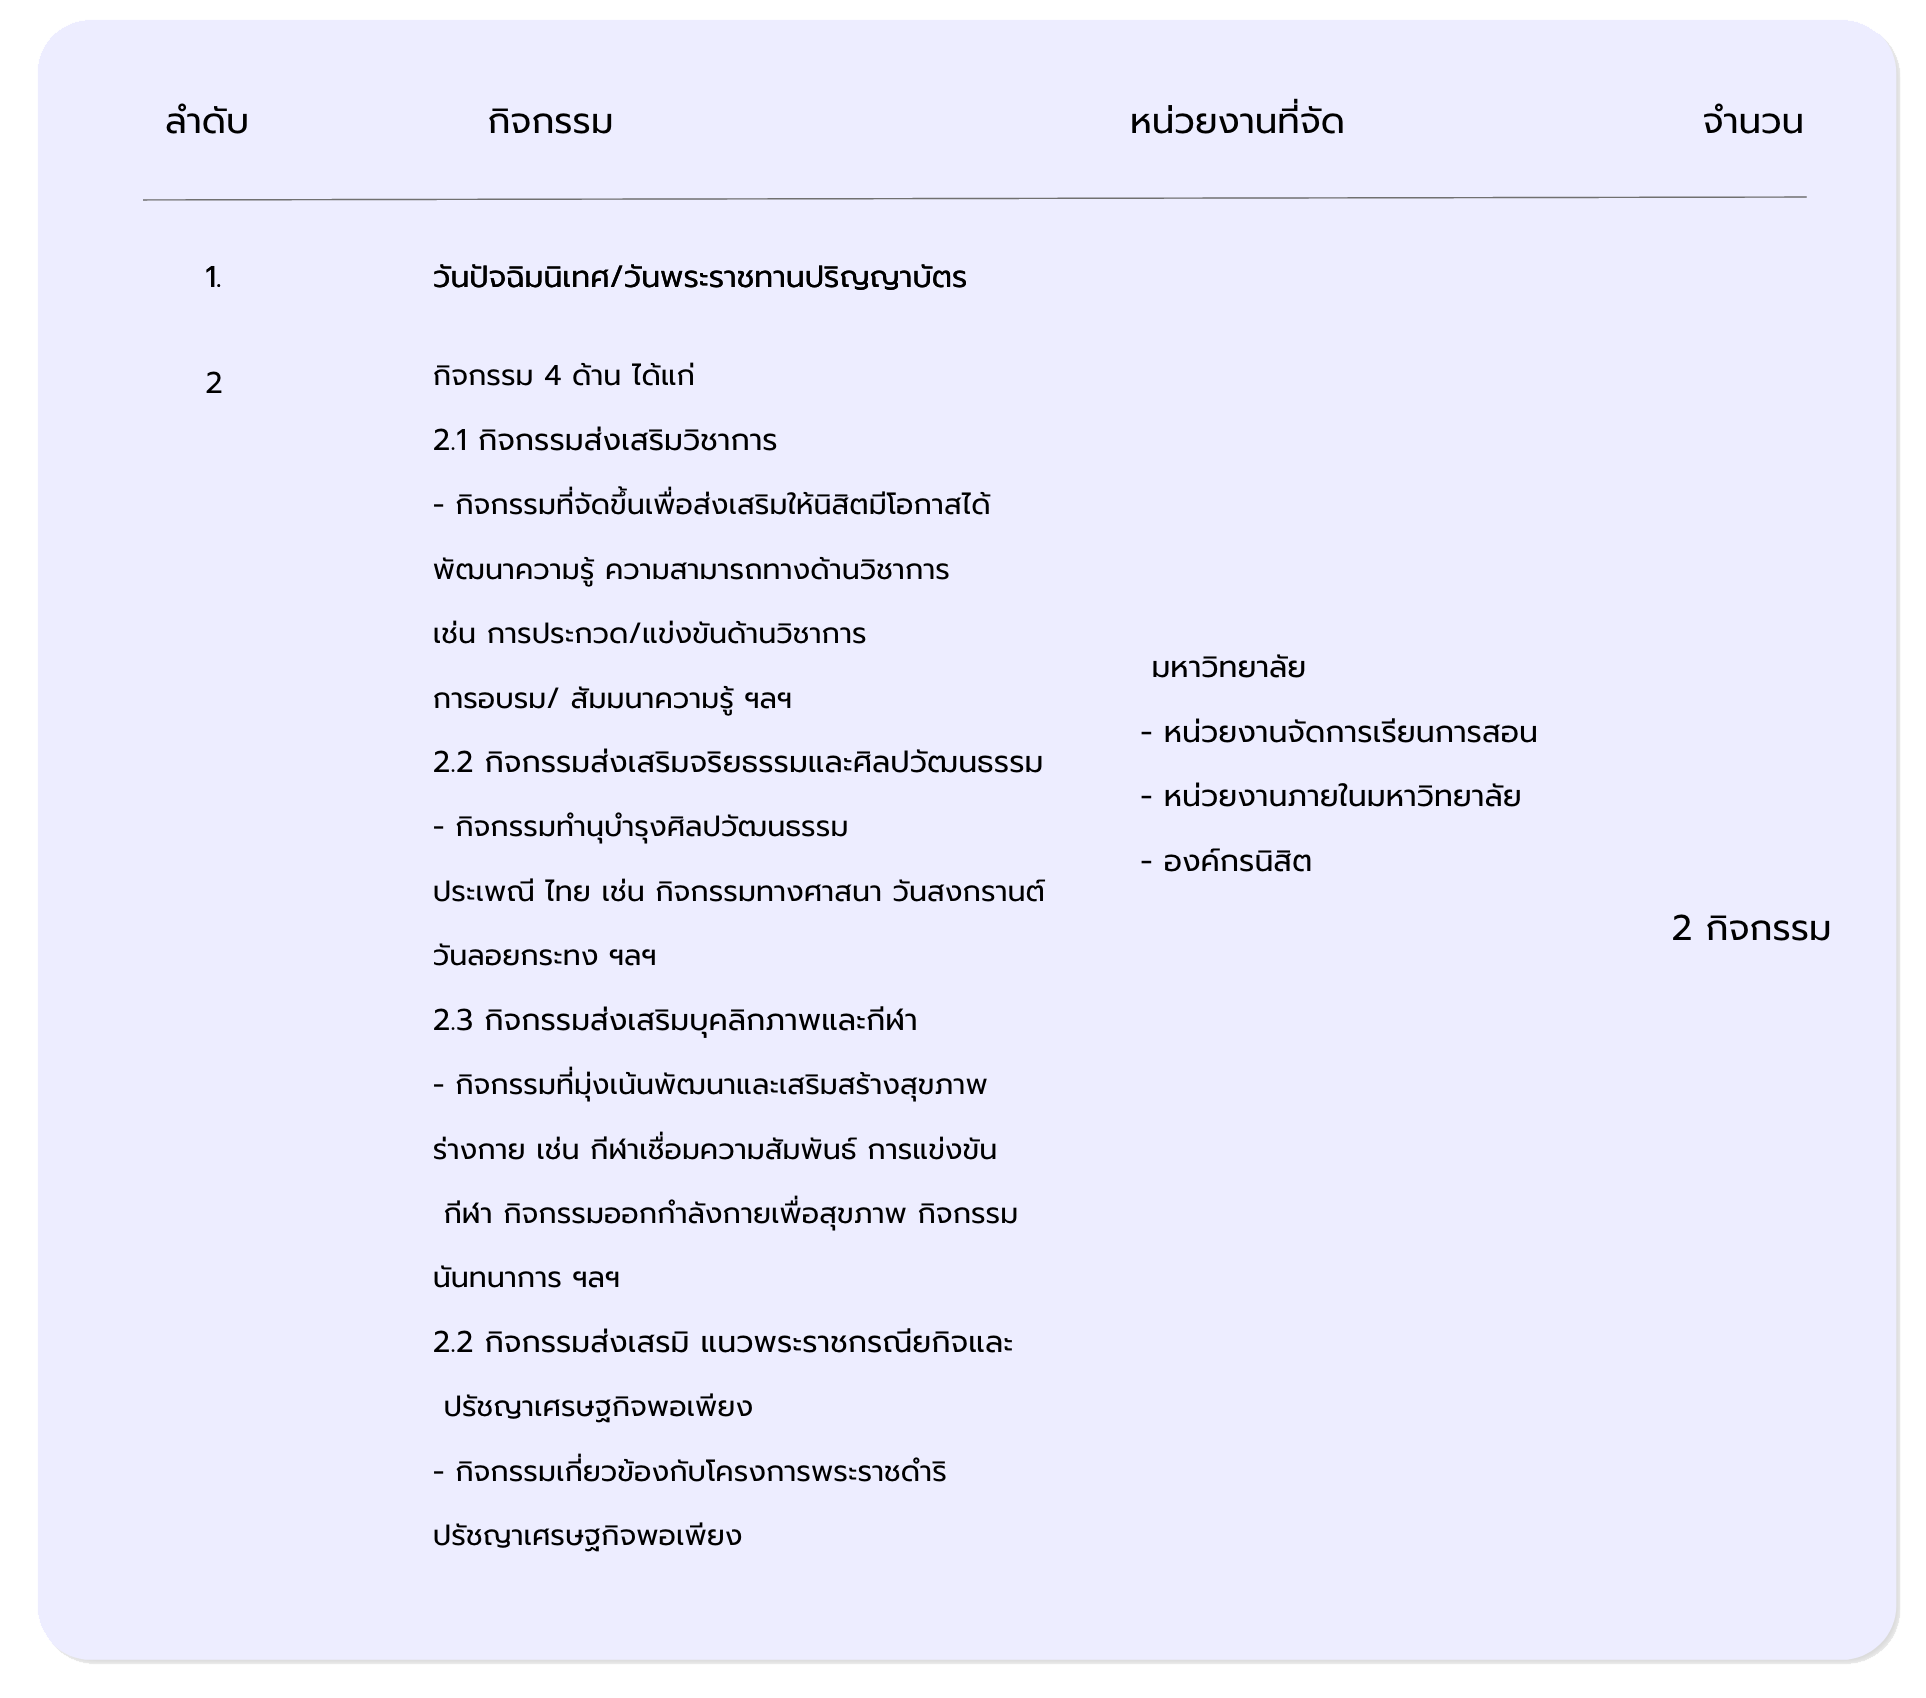 ลำดับ กิจกรรม หน่วยงานที่จัด จำนวน
1. วันปัจฉิมนิเทศ/วันพระราชทานปริญญาบัตร
2 กิจกรรม 4 ด้าน ได้แก่
2.1 กิจกรรมส่งเสริมวิชาการ
- กิจกรรมที่จัดขึ้นเพื่อส่งเสริมให้นิสิตมีโอกาสได้
พัฒนาความรู้ ความสามารถทางด้านวิชาการ
เช่น การประกวด/แข่งขันด้านวิชาการ
การอบรม/ สัมมนาความรู้ ฯลฯ
2.2 กิจกรรมส่งเสริมจริยธรรมและศิลปวัฒนธรรม
- กิจกรรมทำนุบำรุงศิลปวัฒนธรรม
ประเพณี ไทย เช่น กิจกรรมทางศาสนา วันสงกรานต์
วันลอยกระทง ฯลฯ
2.3 กิจกรรมส่งเสริมบุคลิกภาพและกีฬา
- กิจกรรมที่มุ่งเน้นพัฒนาและเสริมสร้างสุขภาพ
ร่างกาย เช่น กีฬาเชื่อมความสัมพันธ์ การแข่งขัน
กีฬา กิจกรรมออกกำลังกายเพื่อสุขภาพ กิจกรรม
นันทนาการ ฯลฯ
2.2 กิจกรรมส่งเสรมิ แนวพระราชกรณียกิจและ
ปรัชญาเศรษฐกิจพอเพียง
- กิจกรรมเกี่ยวข้องกับโครงการพระราชดำริ
ปรัชญาเศรษฐกิจพอเพียง
มหาวิทยาลัย
- หน่วยงานจัดการเรียนการสอน
- หน่วยงานภายในมหาวิทยาลัย
- องค์กรนิสิต
2 กิจกรรม